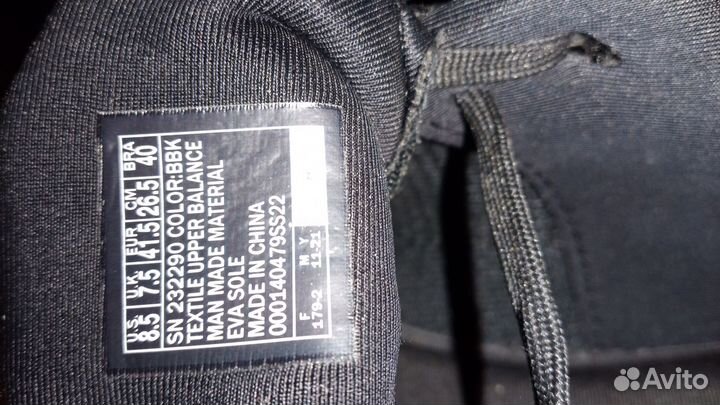 U.S. U.K. EUR CM BRA
8.5 7.5 41.5 26.5 40
SN 232290 COLOR:BBK
TEXTILE UPPER BALANCE
MAN MADE MATERIAL
EVA SOLE
MADE IN CHINA
000140479SS22
F M Y
179-2 11-21
Avito